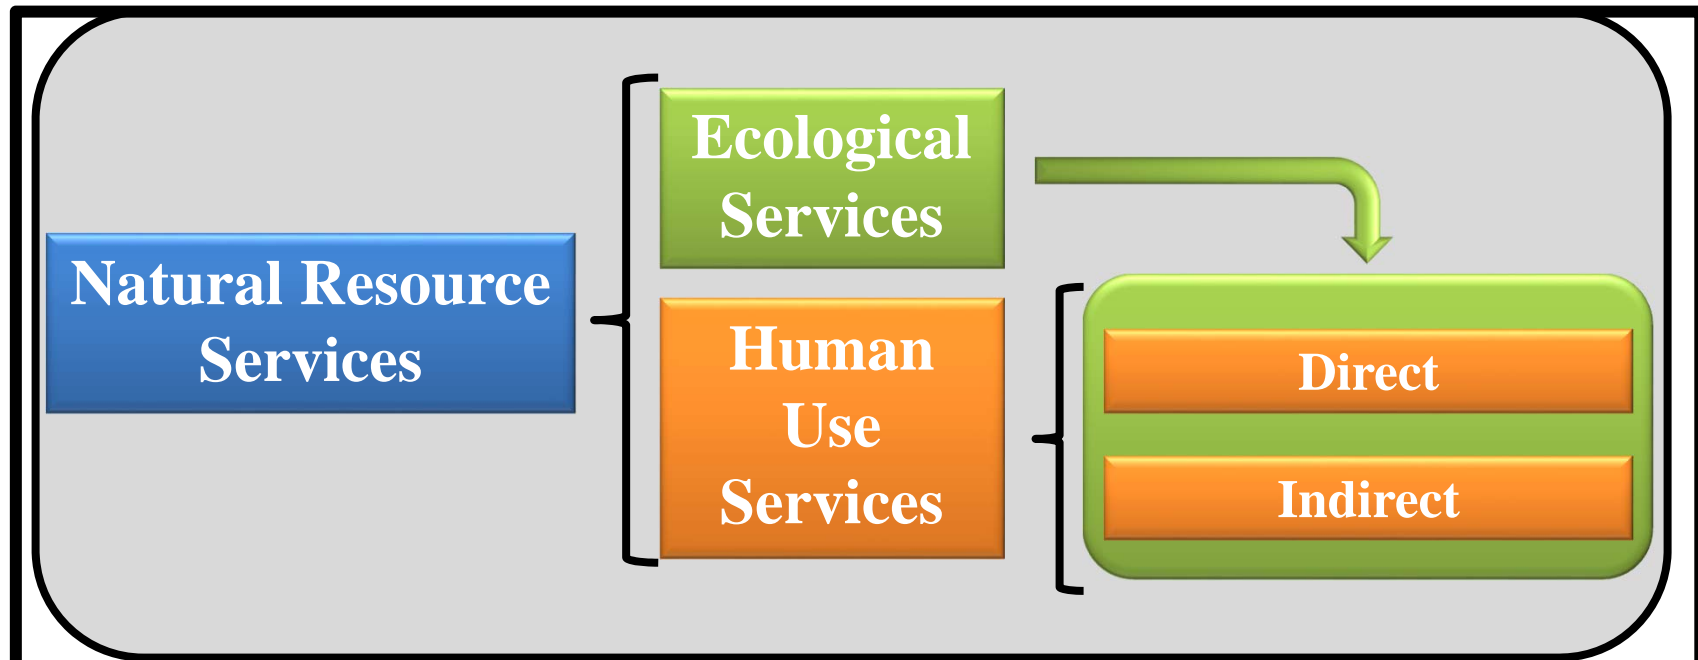 Natural Resource
Services
Ecological
Services
Human
Use
Services
Direct
Indirect